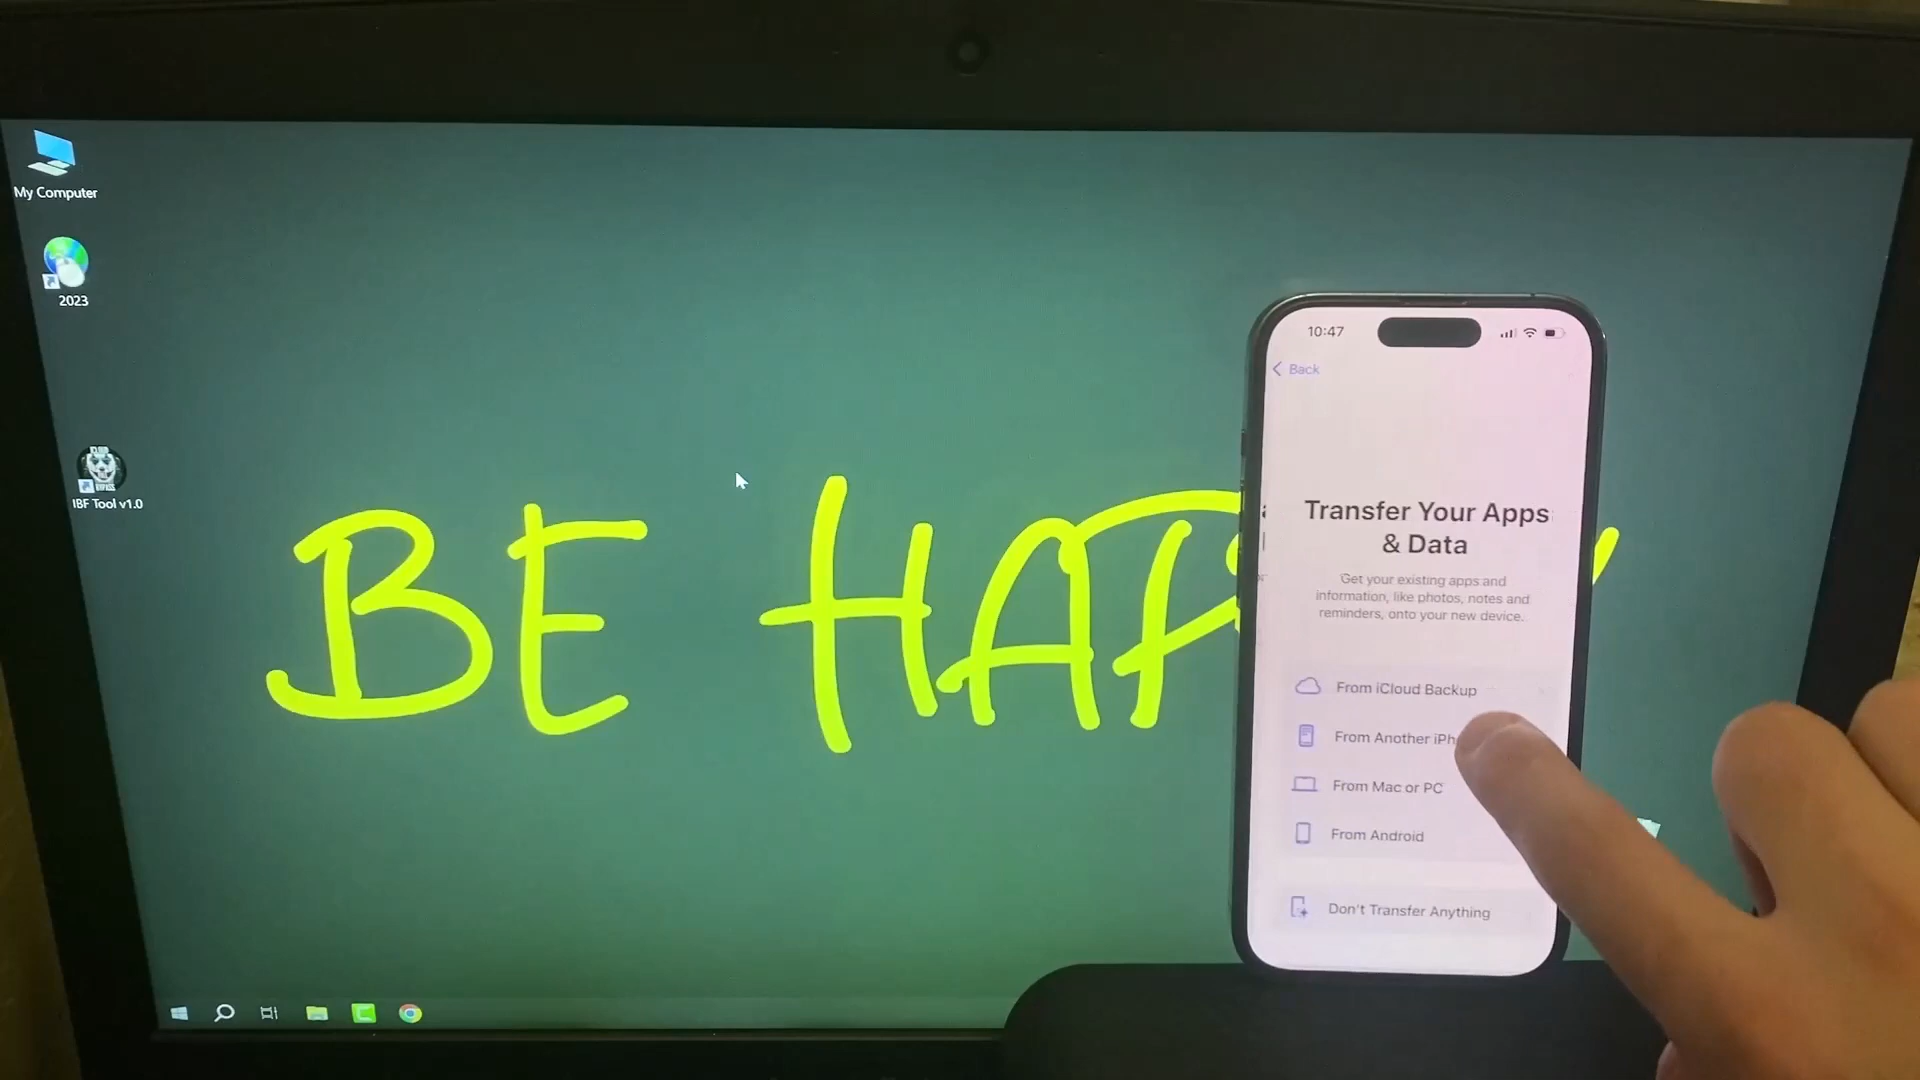 My Computer
2023
IBF Tool v1.0
BE HAP
10:47
Back
Transfer Your Apps
& Data
Get your existing apps and
information, like photos, notes and
reminders, onto your new device.
From iCloud Backup
From Another iPh
From Mac or PC
From Android
Don't Transfer Anything